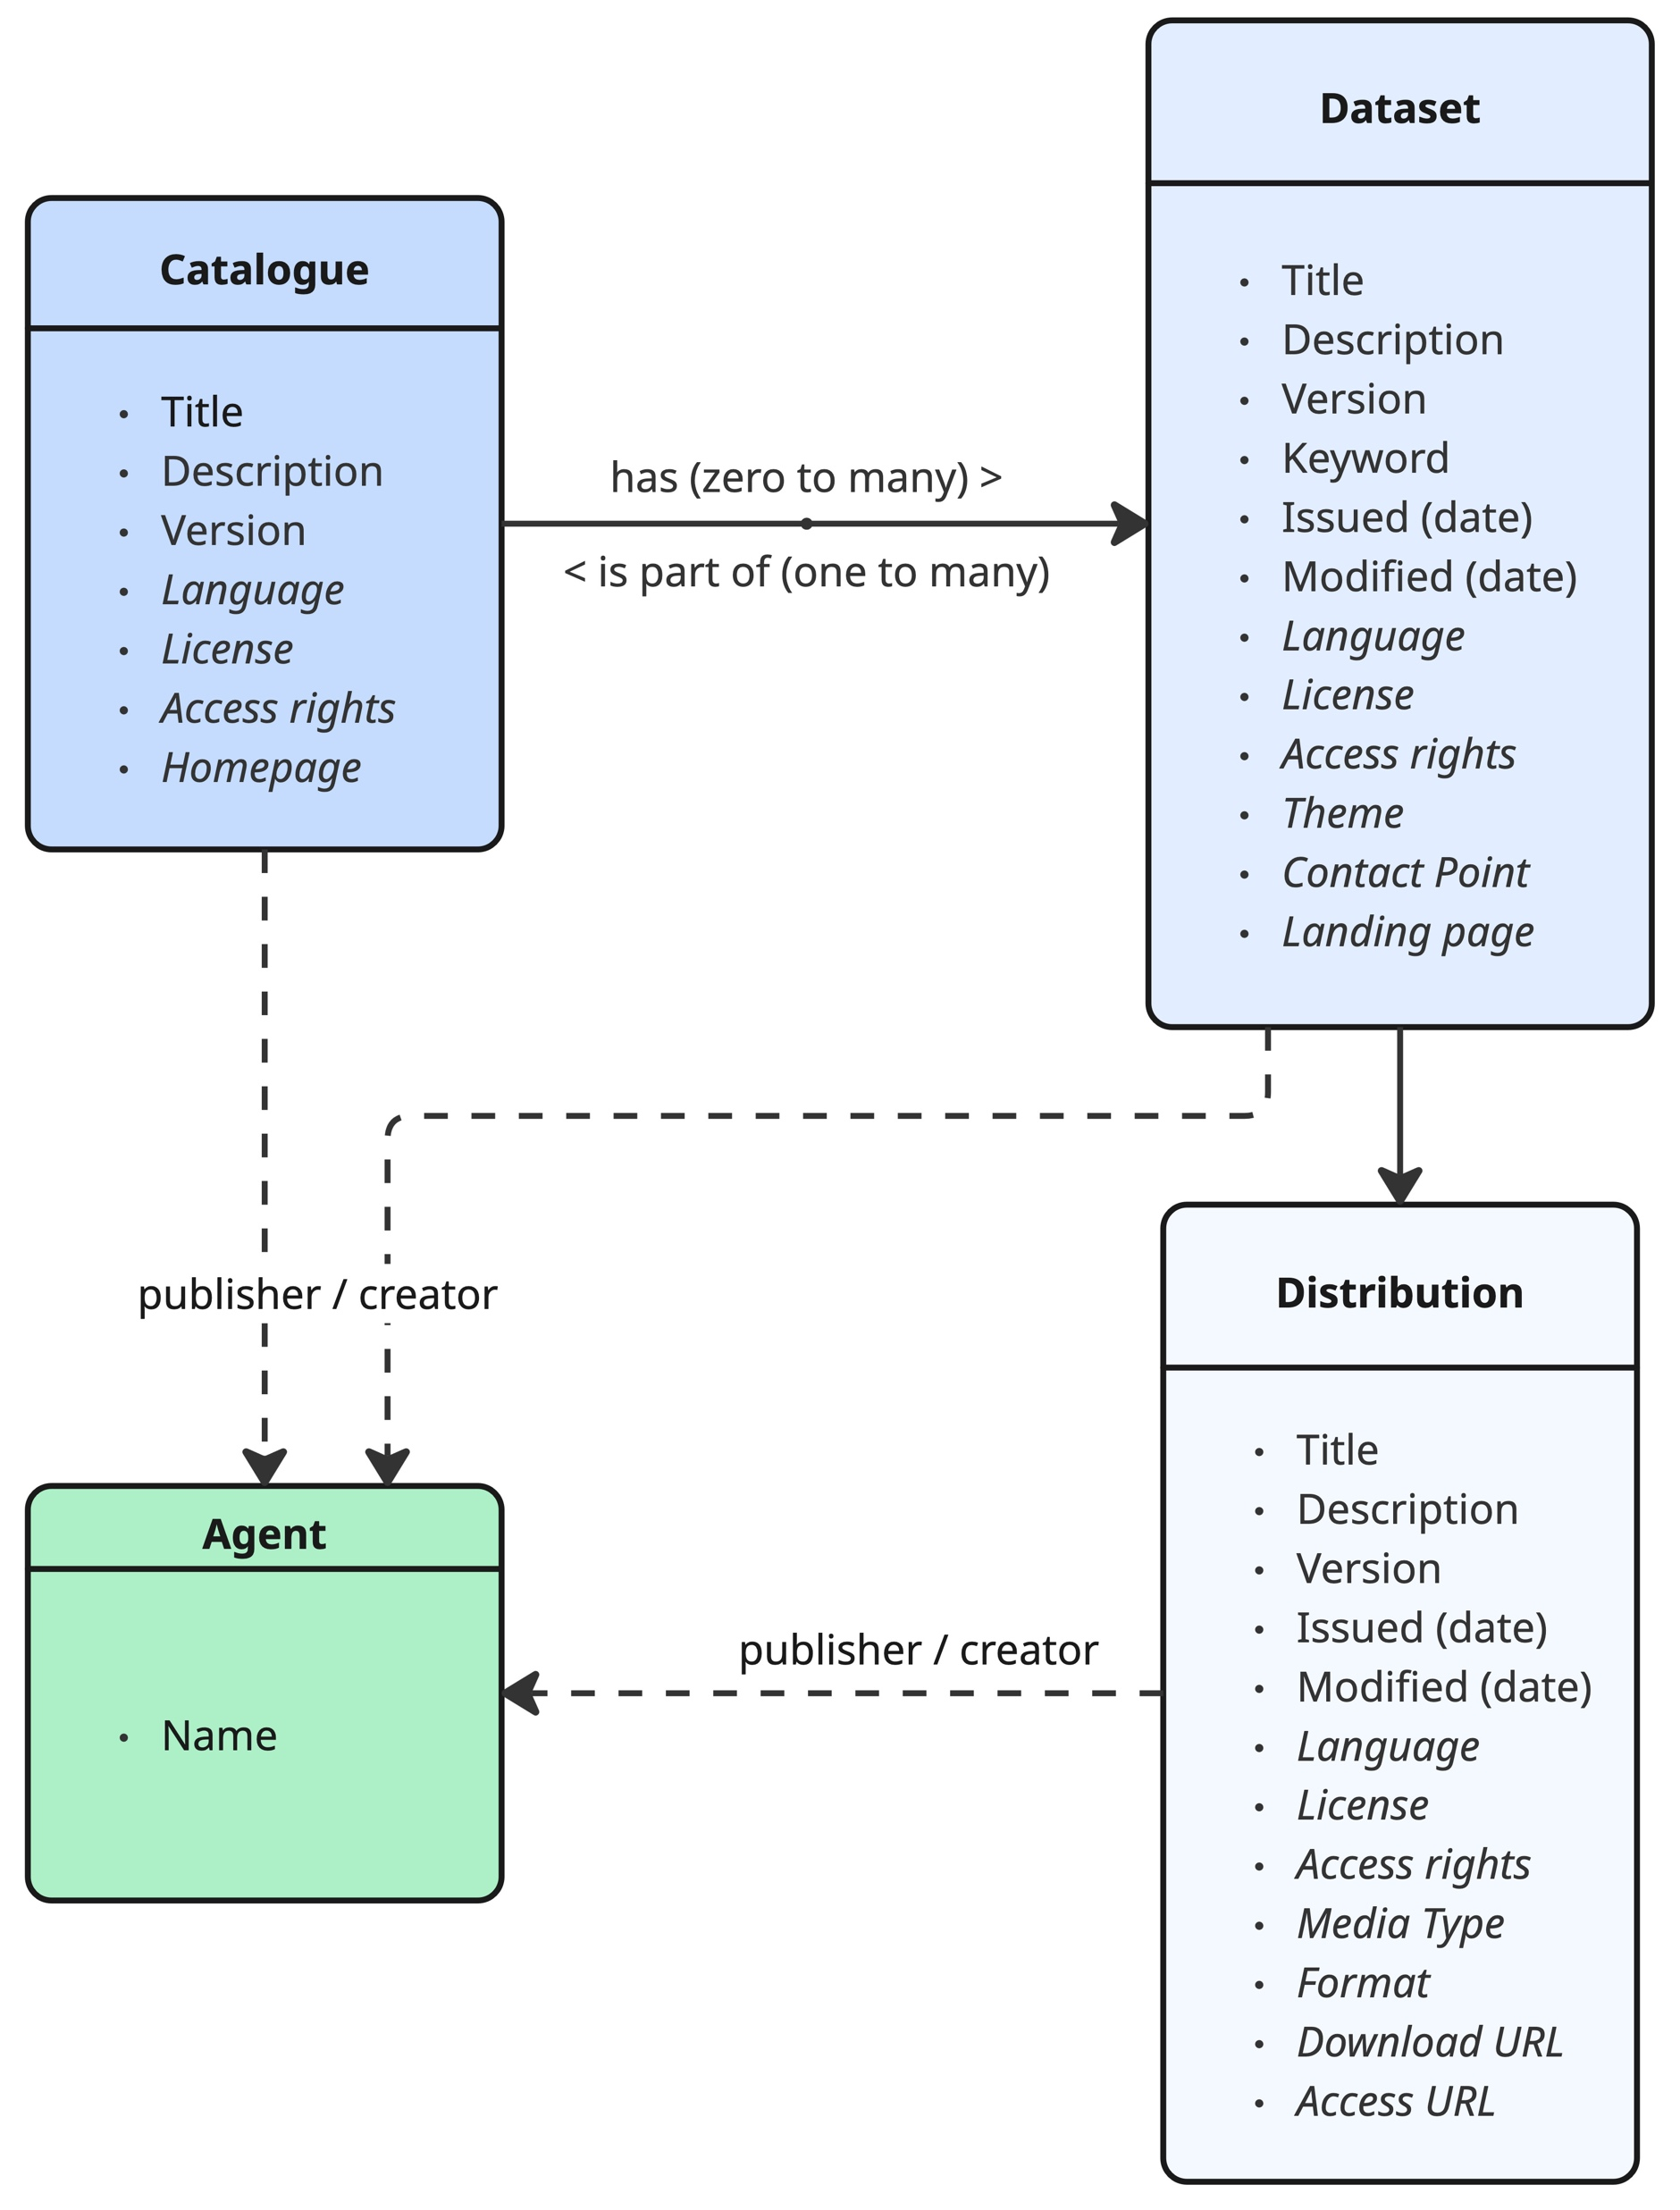 Catalogue
Title
Description
Version
Language
License
Access rights
Homepage
has (zero to many) >
< is part of (one to many)
Dataset
Title
Description
Version
Keyword
Issued (date)
Modified (date)
Language
License
Access rights
Theme
Contact Point
Landing page
publisher / creator
Agent
Name
publisher / creator
Distribution
Title
Description
Version
Issued (date)
Modified (date)
Language
License
Access rights
Media Type
Format
Download URL
Access URL